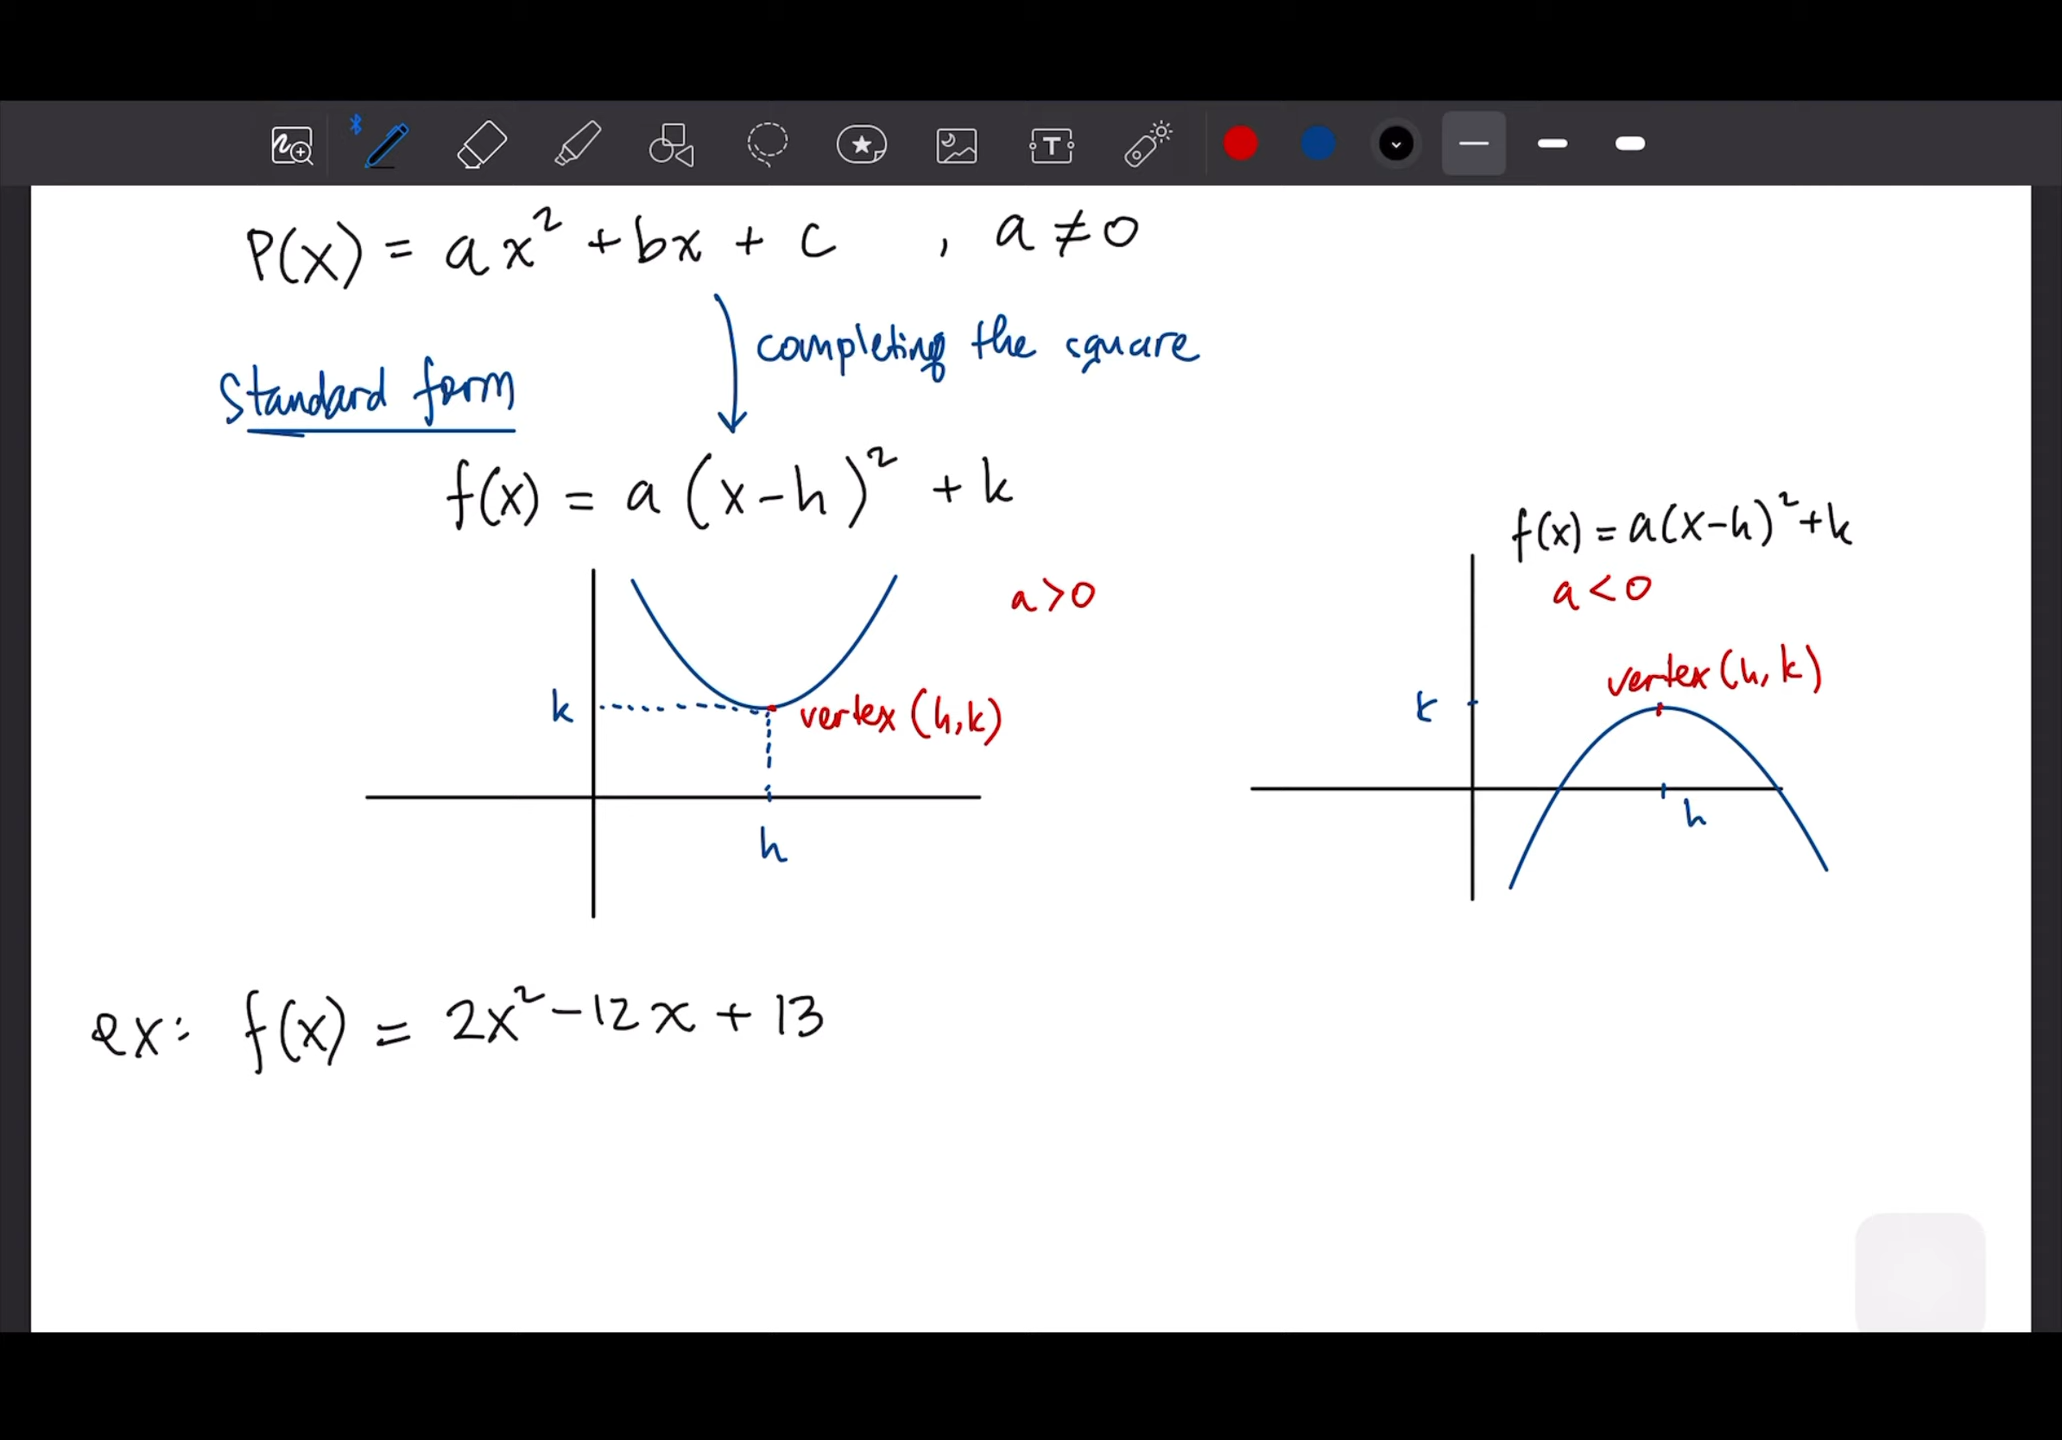 P(x) = ax² + bx + c , a ≠ 0
completing the square
Standard form
f(x) = a(x-h)² + k
a > 0
k
vertex (h,k)
h
f(x) = a(x-h)² + k
a < 0
vertex (h,k)
k
h
ex: f(x) = 2x² - 12x + 13
T